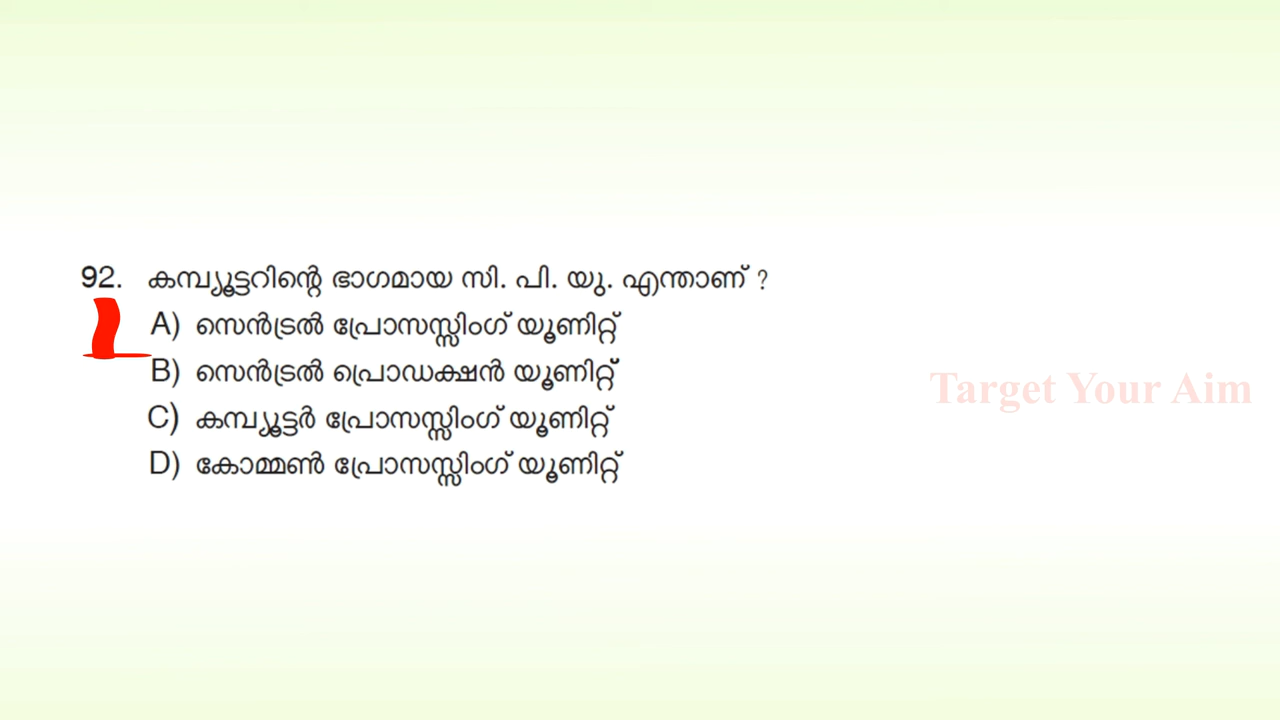 92. കമ്പ്യൂട്ടറിന്റെ ഭാഗമായ സി. പി. യു. എന്താണ് ?
A) സെൻട്രൽ പ്രോസസ്സിംഗ് യൂണിറ്റ്
B) സെൻട്രൽ പ്രൊഡക്ഷൻ യൂണിറ്റ്
Target Your Aim
C) കമ്പ്യൂട്ടർ പ്രോസസ്സിംഗ് യൂണിറ്റ്
D) കോമ്മൺ പ്രോസസ്സിംഗ് യൂണിറ്റ്